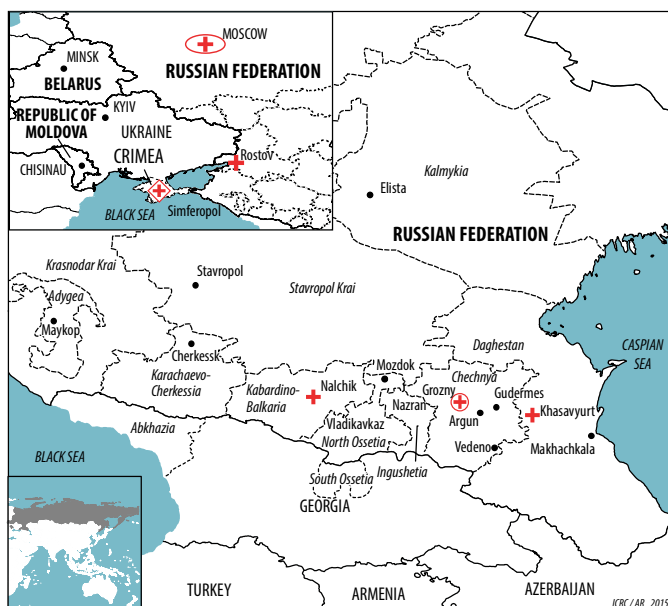 MOSCOW
MINSK
RUSSIAN FEDERATION
BELARUS
KYIV
REPUBLIC OF
MOLDOVA
UKRAINE
CRIMEA
Rostov
CHISINAU
BLACK SEA
Simferopol
Kalmykia
Elista
RUSSIAN FEDERATION
Krasnodar Krai
Stavropol
Stavropol Krai
Adygea
Maykop
CASPIAN
SEA
Cherkessk
Daghestan
Karachaevo-
Cherkessia
Mozdok
Kabardino-
Balkaria
Nalchik
Chechnya
Grozny
Gudermes
Nazran
Argun
Khasavyurt
Abkhazia
Vladikavkaz
North Ossetia
Vedeno
Makhachkala
BLACK SEA
Ingushetia
South Ossetia
GEORGIA
TURKEY
ARMENIA
AZERBAIJAN
ICRC / AR_2015